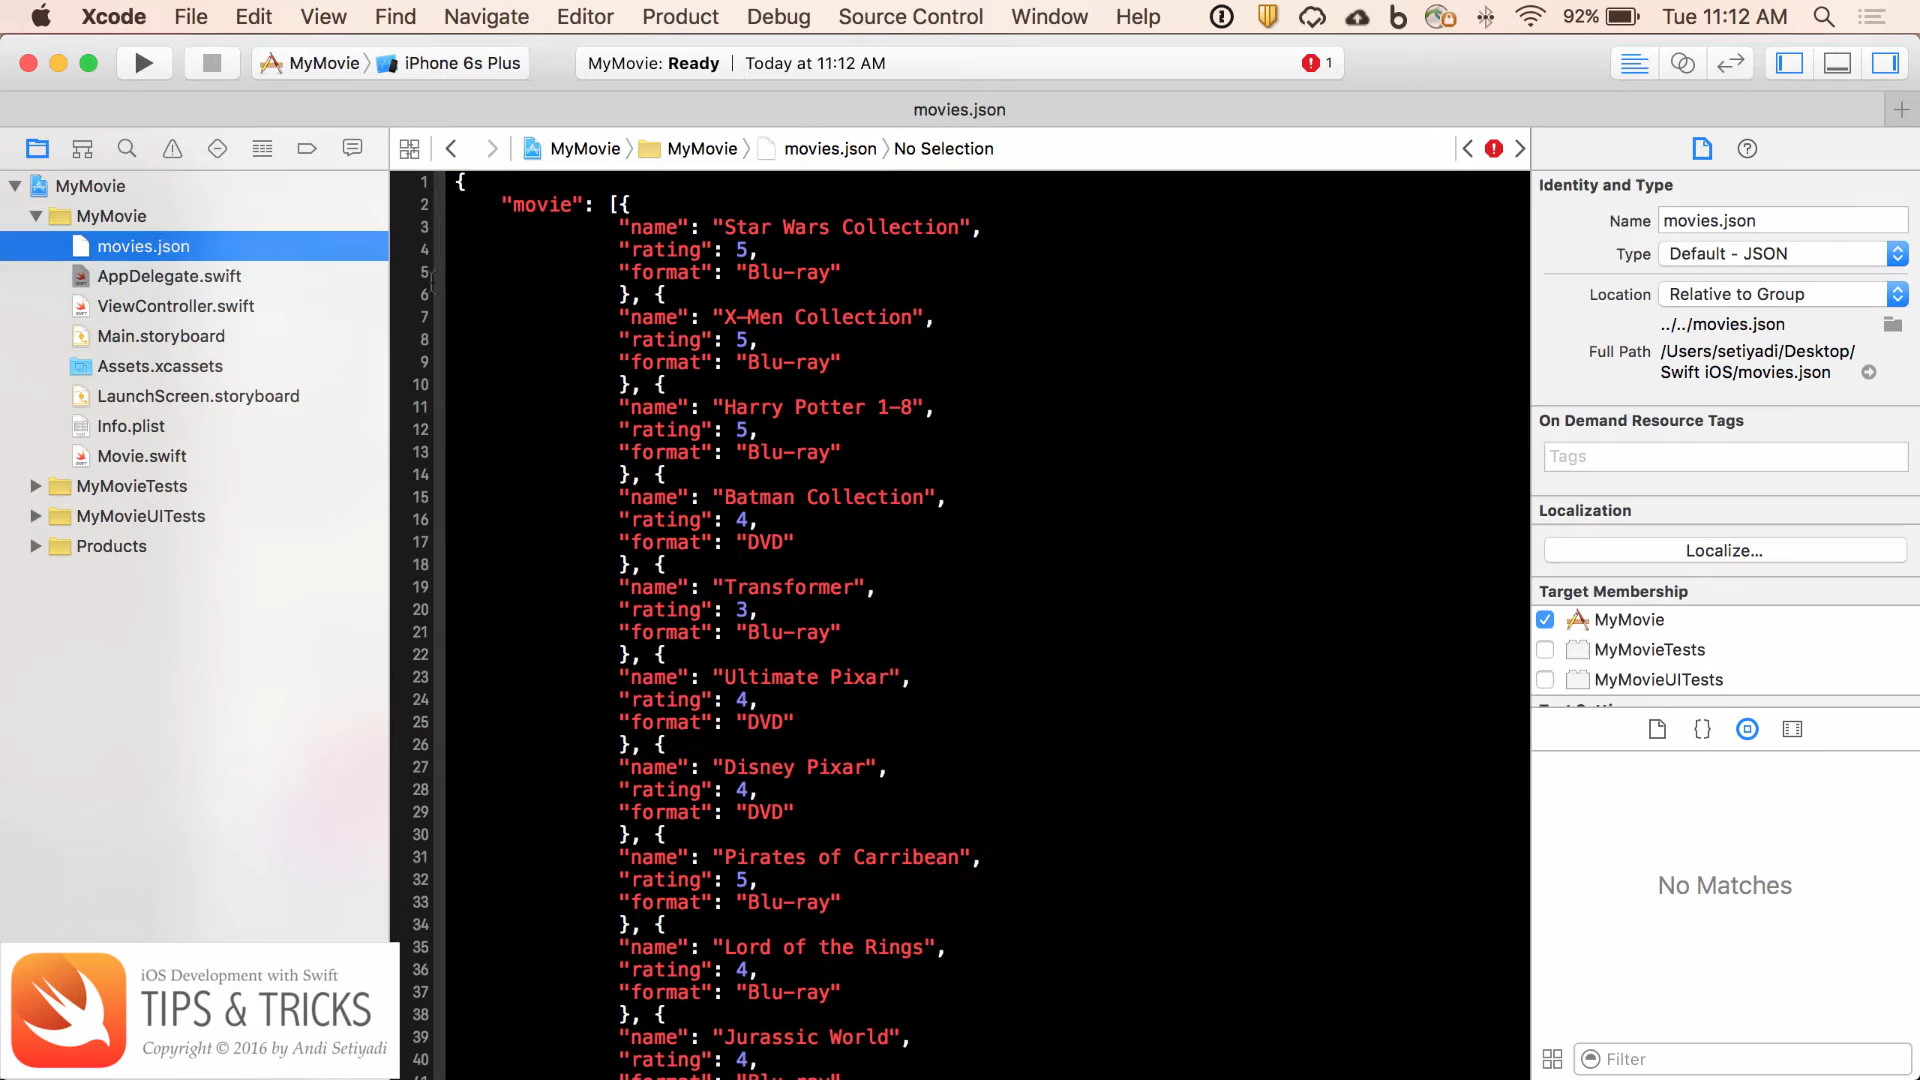 Xcode File Edit View Find Navigate Editor Product Debug Source Control Window Help 92% Tue 11:12 AM
MyMovie iPhone 6s Plus MyMovie: Ready Today at 11:12 AM 1
movies.json
MyMovie MyMovie movies.json No Selection
MyMovie
MyMovie
movies.json
AppDelegate.swift
ViewController.swift
Main.storyboard
Assets.xcassets
LaunchScreen.storyboard
Info.plist
Movie.swift
MyMovieTests
MyMovieUITests
Products
iOS Development with Swift
TIPS & TRICKS
Copyright © 2016 by Andi Setiyadi
1 {
2 "movie": [{
3 "name": "Star Wars Collection",
4 "rating": 5,
5 "format": "Blu-ray"
6 }, {
7 "name": "X-Men Collection",
8 "rating": 5,
9 "format": "Blu-ray"
10 }, {
11 "name": "Harry Potter 1-8",
12 "rating": 5,
13 "format": "Blu-ray"
14 }, {
15 "name": "Batman Collection",
16 "rating": 4,
17 "format": "DVD"
18 }, {
19 "name": "Transformer",
20 "rating": 3,
21 "format": "Blu-ray"
22 }, {
23 "name": "Ultimate Pixar",
24 "rating": 4,
25 "format": "DVD"
26 }, {
27 "name": "Disney Pixar",
28 "rating": 4,
29 "format": "DVD"
30 }, {
31 "name": "Pirates of Carribean",
32 "rating": 5,
33 "format": "Blu-ray"
34 }, {
35 "name": "Lord of the Rings",
36 "rating": 4,
37 "format": "Blu-ray"
38 }, {
39 "name": "Jurassic World",
40 "rating": 4,
Identity and Type
Name movies.json
Type Default - JSON
Location Relative to Group
../../movies.json
Full Path /Users/setiyadi/Desktop/
Swift iOS/movies.json
On Demand Resource Tags
Tags
Localization
Localize...
Target Membership
MyMovie
MyMovieTests
MyMovieUITests
No Matches
Filter